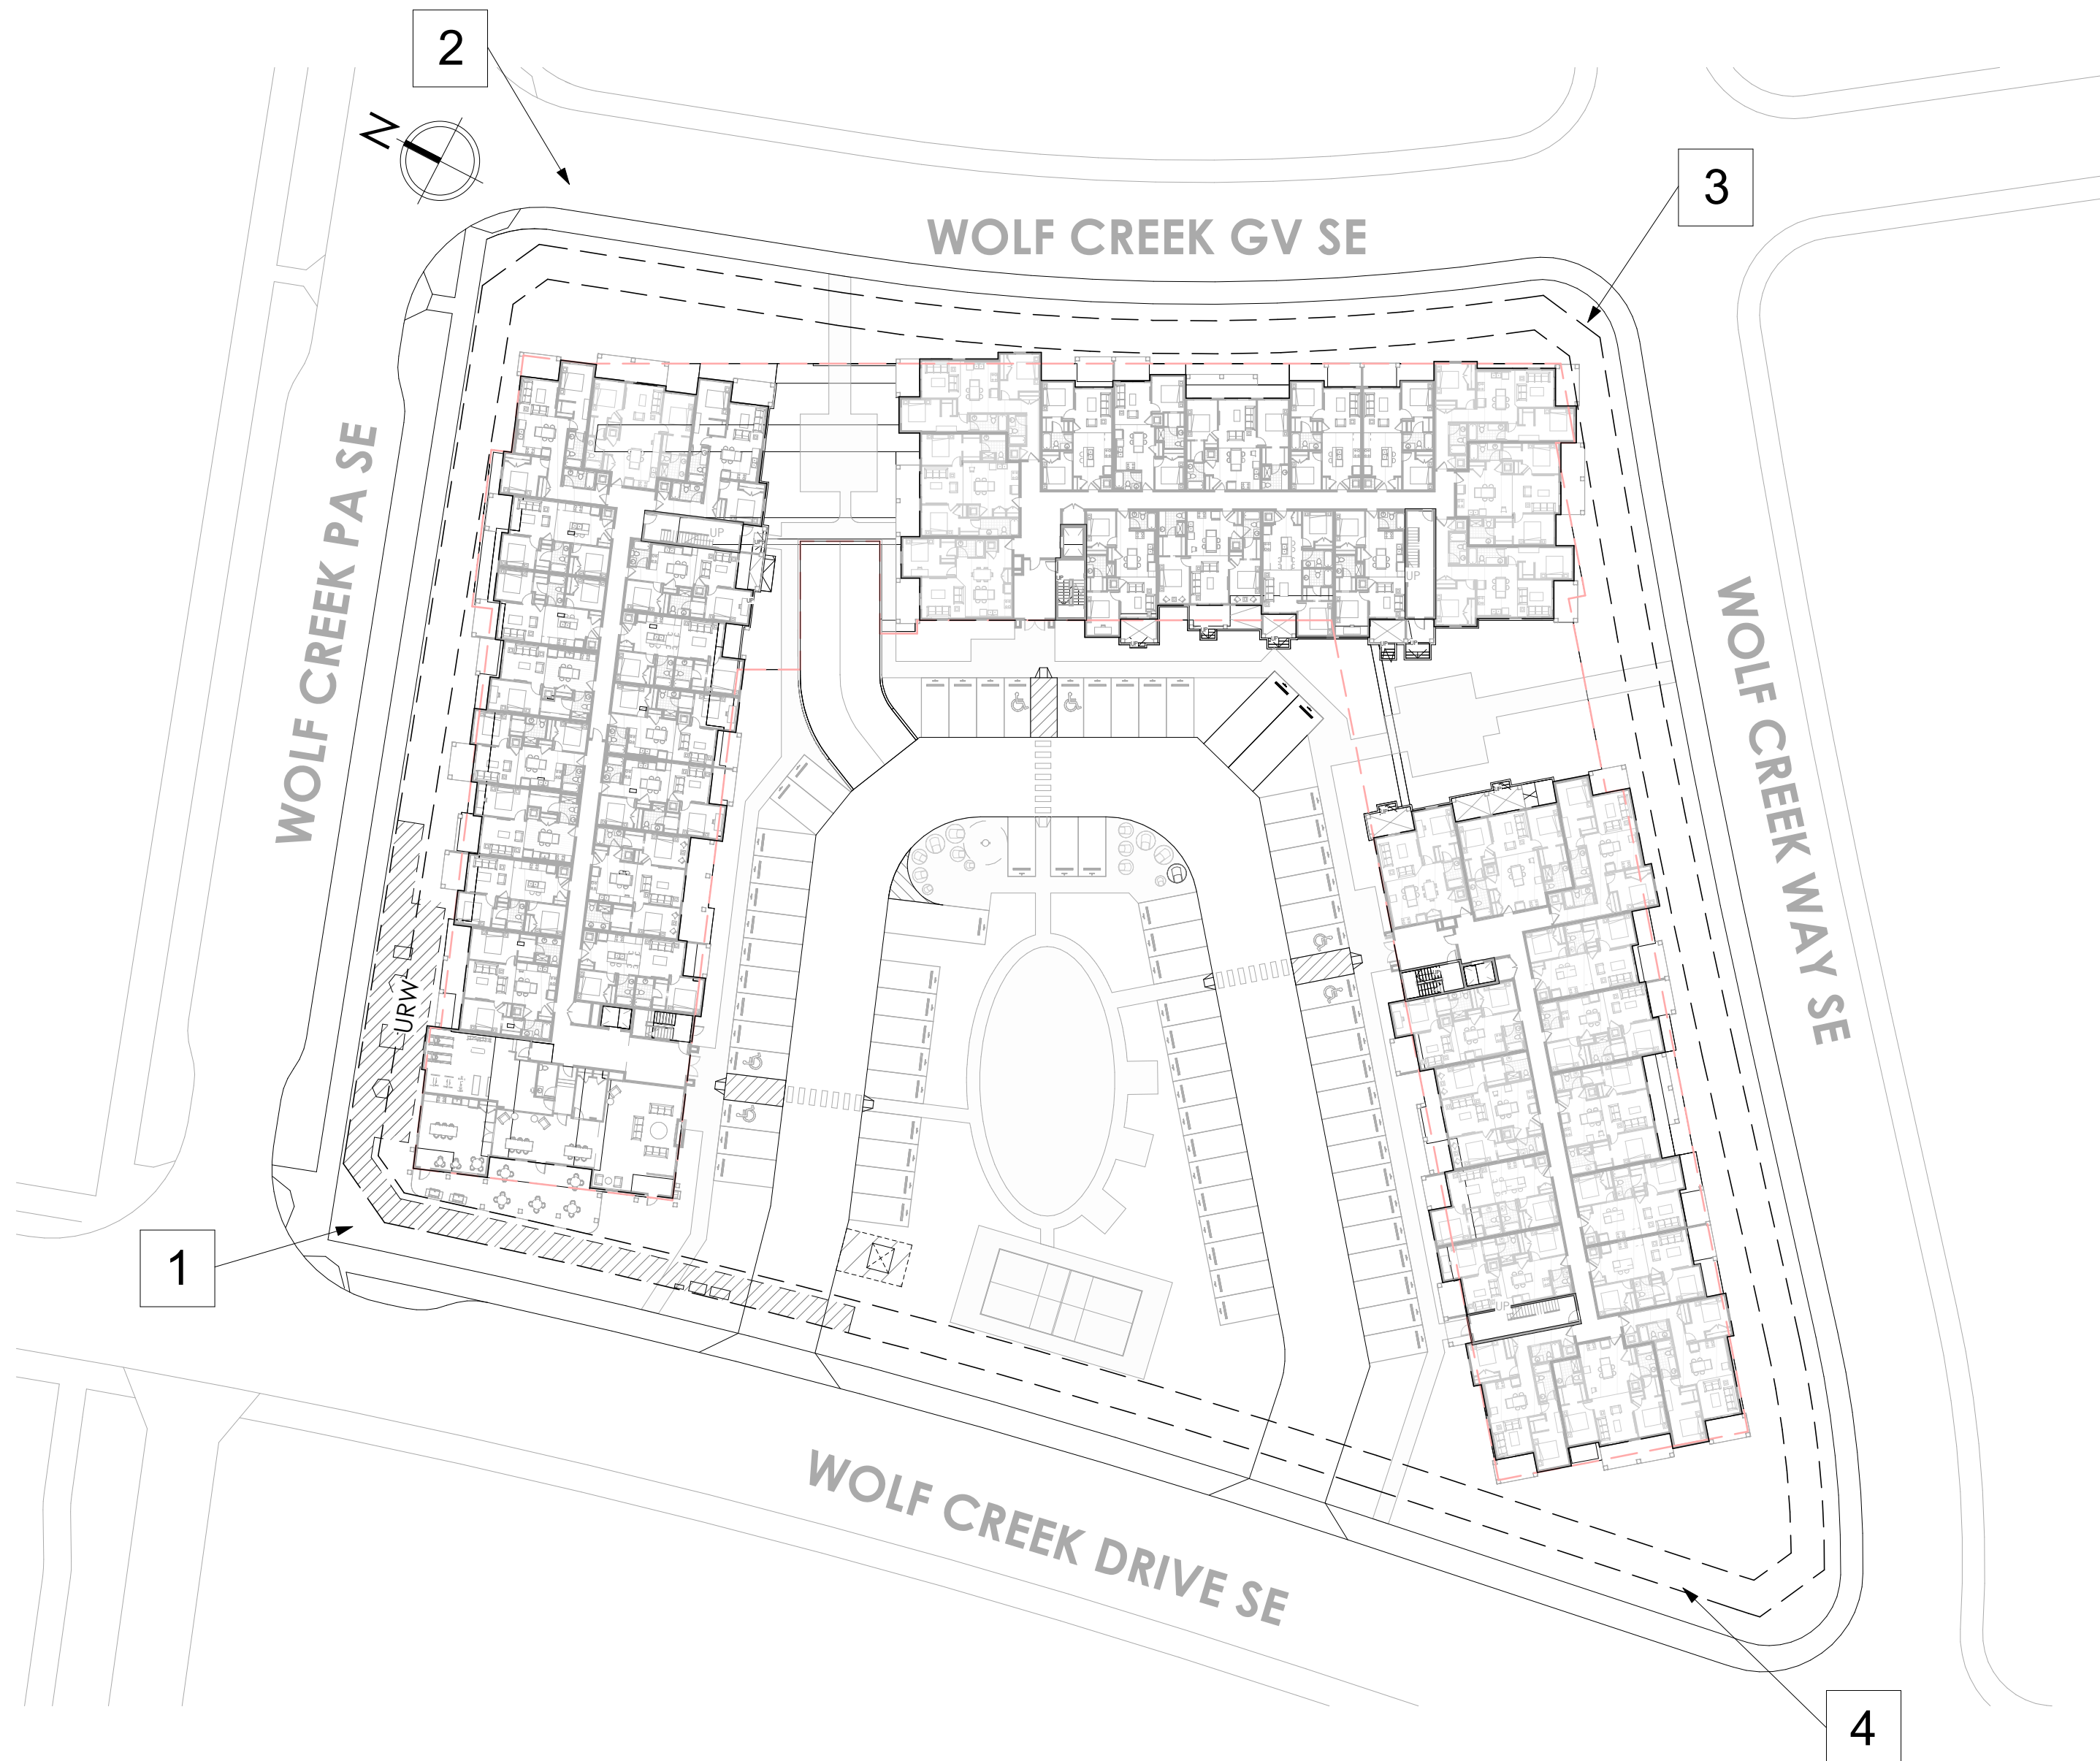 2
N
3
WOLF CREEK GV SE
WOLF CREEK PA SE
UP
UP
WOLF CREEK WAY SE
URW
UP
1
WOLF CREEK DRIVE SE
4